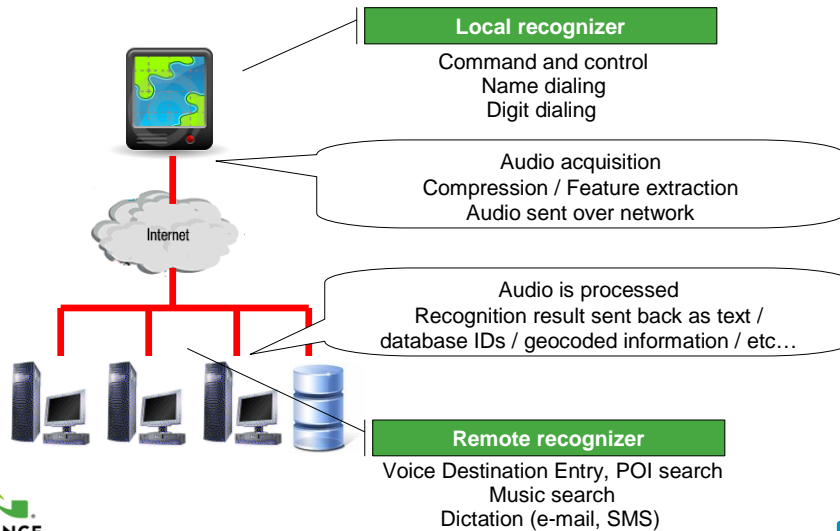 Local recognizer
Command and control
Name dialing
Digit dialing
Audio acquisition
Compression / Feature extraction
Audio sent over network
Internet
Audio is processed
Recognition result sent back as text /
database IDs / geocoded information / etc…
Remote recognizer
Voice Destination Entry, POI search
Music search
Dictation (e-mail, SMS)